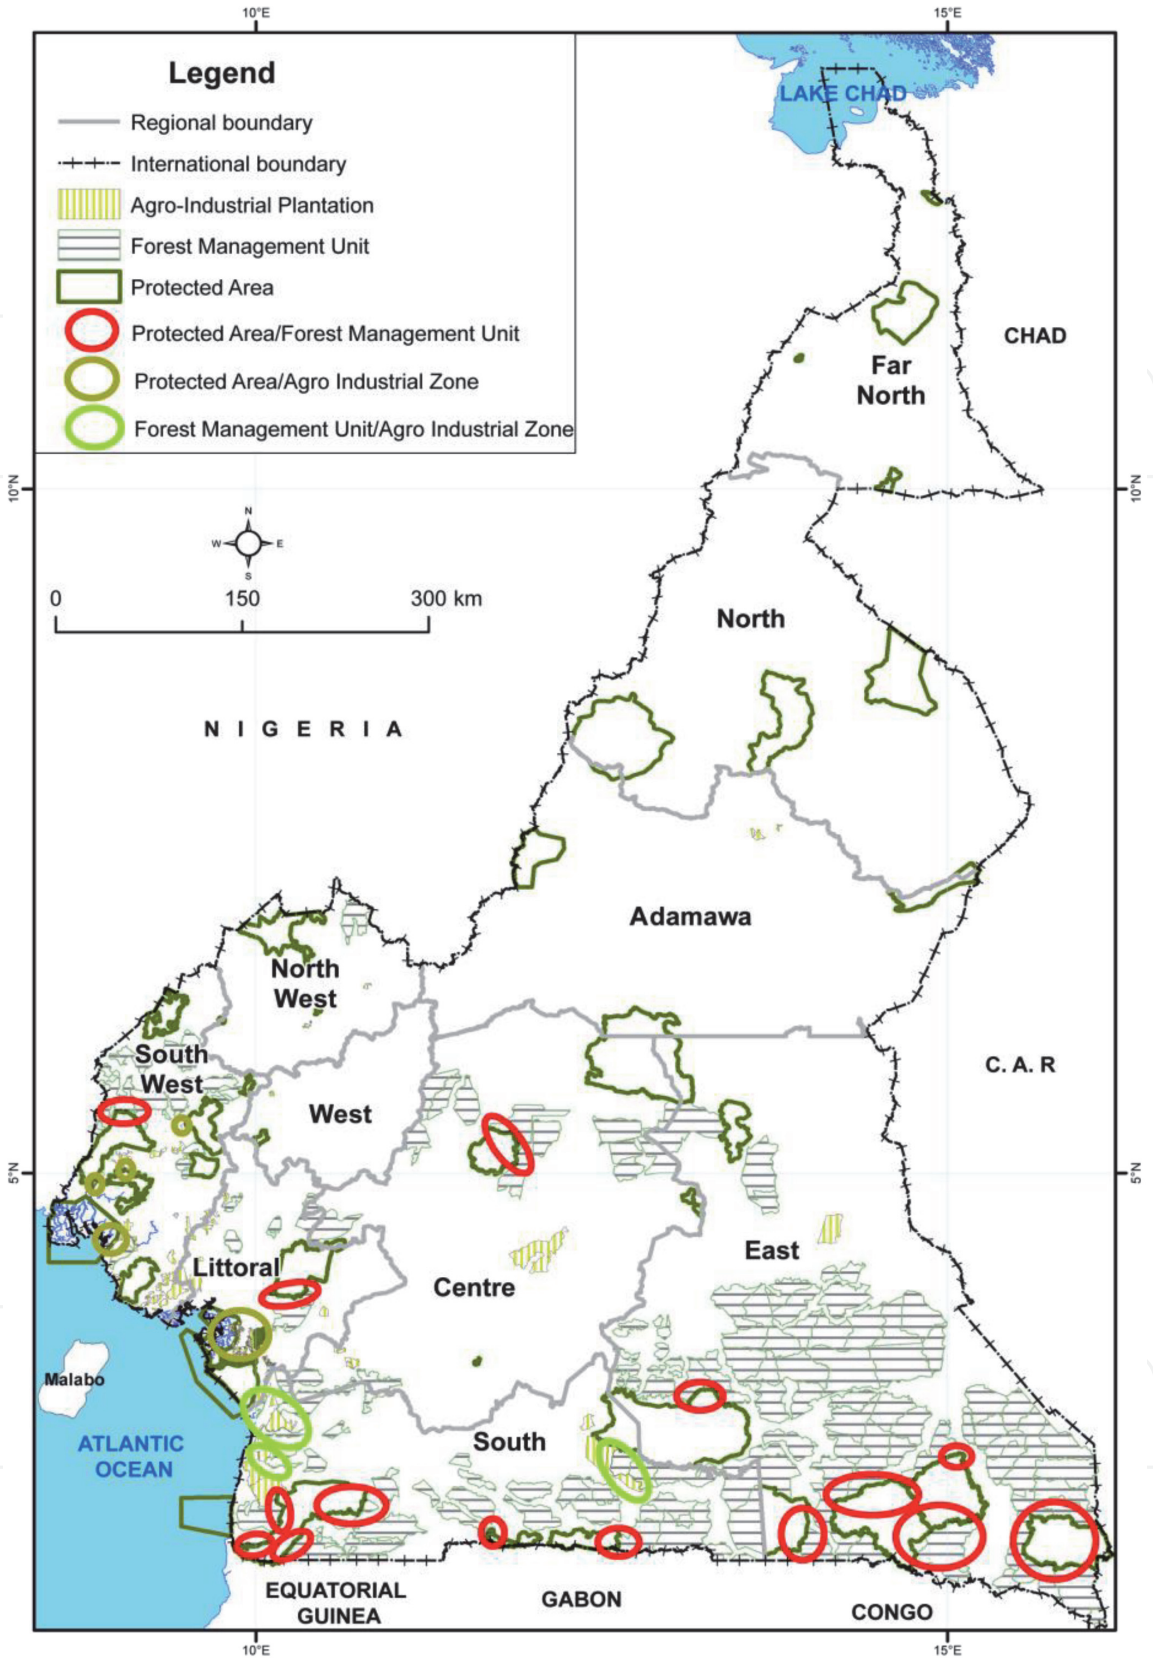 10°E
15°E
Legend
Regional boundary
International boundary
Agro-Industrial Plantation
Forest Management Unit
Protected Area
Protected Area/Forest Management Unit
Protected Area/Agro Industrial Zone
Forest Management Unit/Agro Industrial Zone
LAKE CHAD
CHAD
Far
North
10°N
10°N
N
W
E
S
0
150
300 km
North
NIGERIA
Adamawa
North
West
South
West
C. A. R
West
5°N
5°N
East
Littoral
Centre
Malabo
South
ATLANTIC
OCEAN
EQUATORIAL
GUINEA
GABON
CONGO
10°E
15°E